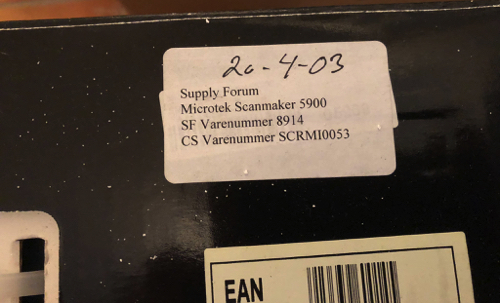 20-4-03
Supply Forum
Microtek Scanmaker 5900
SF Varenummer 8914
CS Varenummer SCRMI0053
EAN